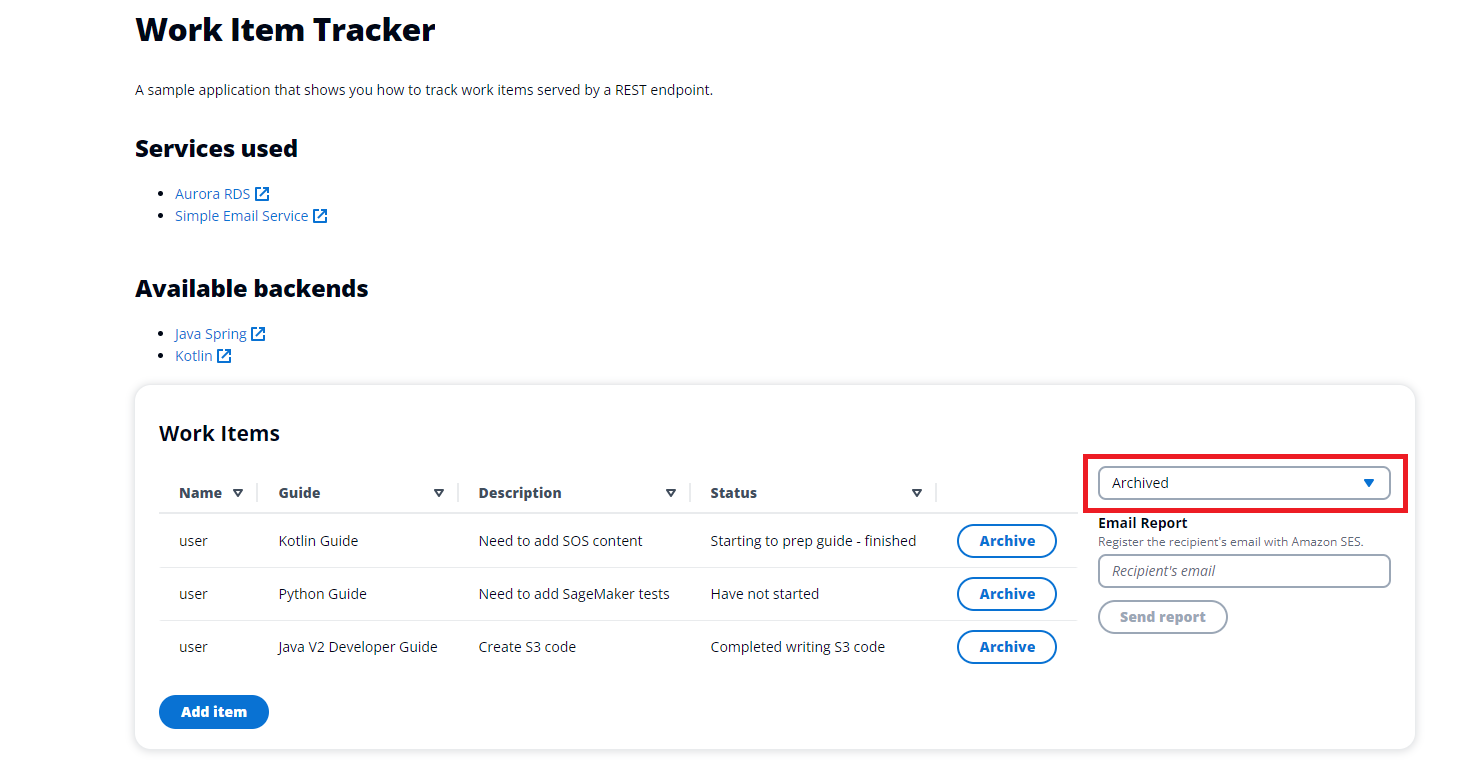 Work Item Tracker
A sample application that shows you how to track work items served by a REST endpoint.
Services used
Aurora RDS
Simple Email Service
Available backends
Java Spring
Kotlin
Work Items
Name Guide Description Status
user Kotlin Guide Need to add SOS content Starting to prep guide - finished Archive
user Python Guide Need to add SageMaker tests Have not started Archive
user Java V2 Developer Guide Create S3 code Completed writing S3 code Archive
Add item
Archived
Email Report
Register the recipient's email with Amazon SES.
Recipient's email
Send report